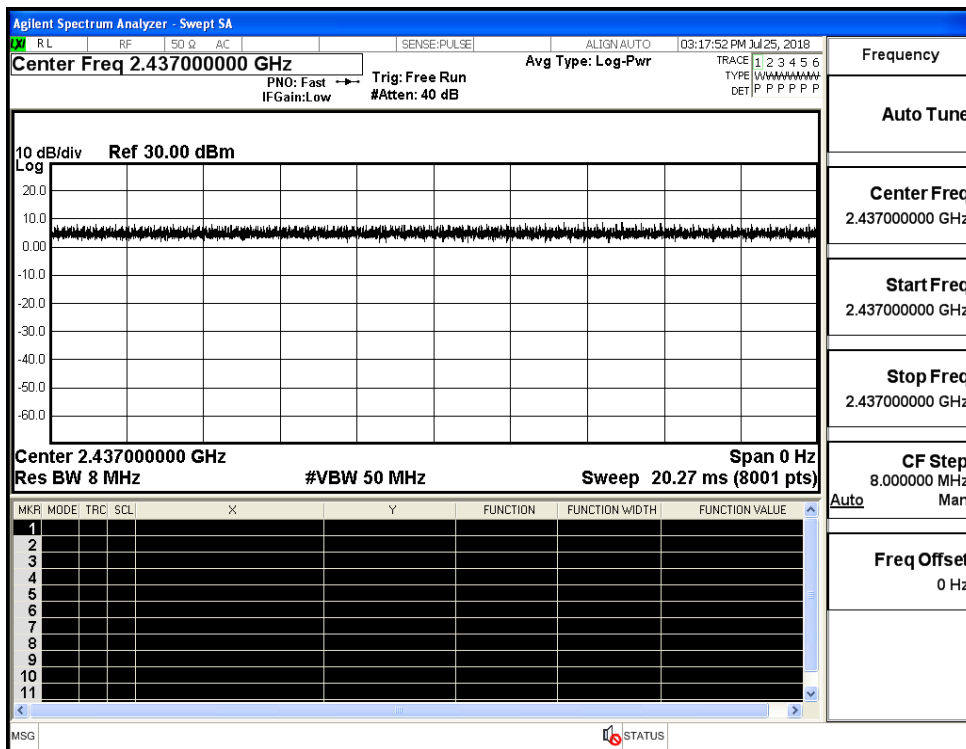 Agilent Spectrum Analyzer - Swept SA
LXI RL RF 50 Ω AC SENSE:PULSE ALIGNAUTO 03:17:52 PM Jul 25, 2018
Center Freq 2.437000000 GHz
PNO: Fast
IFGain:Low
Trig: Free Run
#Atten: 40 dB
Avg Type: Log-Pwr
TRACE 1 2 3 4 5 6
TYPE WWWWWW
DET P P P P P P
10 dB/div Ref 30.00 dBm
Log
20.0
10.0
0.00
-10.0
-20.0
-30.0
-40.0
-50.0
-60.0
Center 2.437000000 GHz Span 0 Hz
Res BW 8 MHz #VBW 50 MHz Sweep 20.27 ms (8001 pts)
MKR MODE TRC SCL X Y FUNCTION FUNCTION WIDTH FUNCTION VALUE
1
2
3
4
5
6
7
8
9
10
11
MSG STATUS
Frequency
Auto Tune
Center Freq
2.437000000 GHz
Start Freq
2.437000000 GHz
Stop Freq
2.437000000 GHz
CF Step
8.000000 MHz
Auto Man
Freq Offset
0 Hz